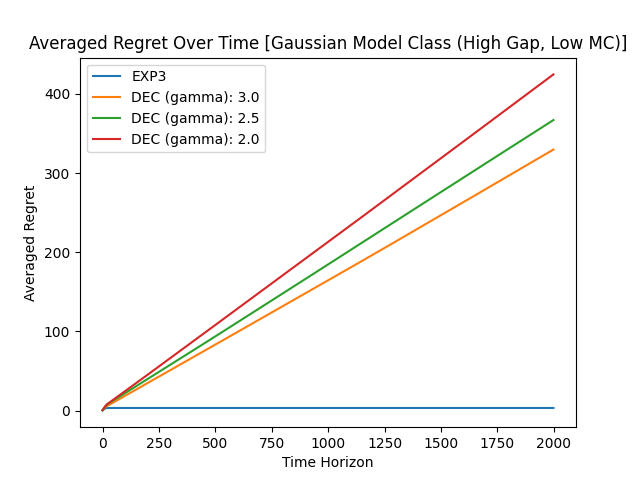 Averaged Regret Over Time [Gaussian Model Class (High Gap, Low MC)]
EXP3
DEC (gamma): 3.0
DEC (gamma): 2.5
DEC (gamma): 2.0
Averaged Regret
400
300
200
100
0
0 250 500 750 1000 1250 1500 1750 2000
Time Horizon